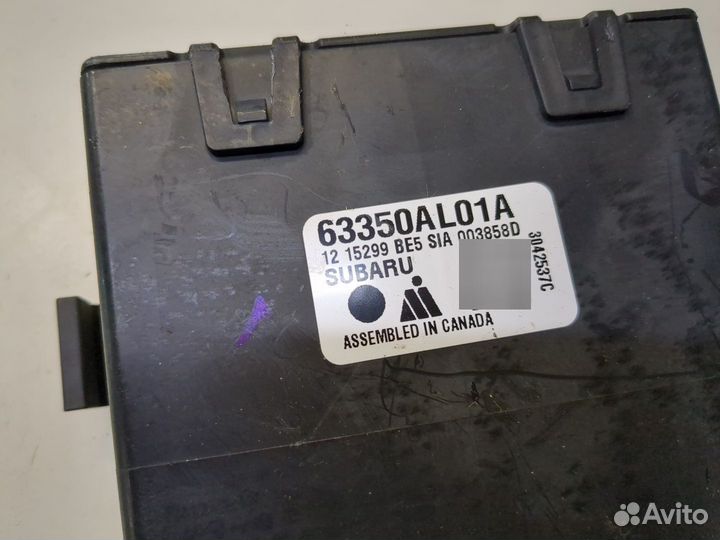 63350AL01A
12 15299 BE5 SIA 003858D
SUBARU
3042537C
ASSEMBLED IN CANADA
Avito